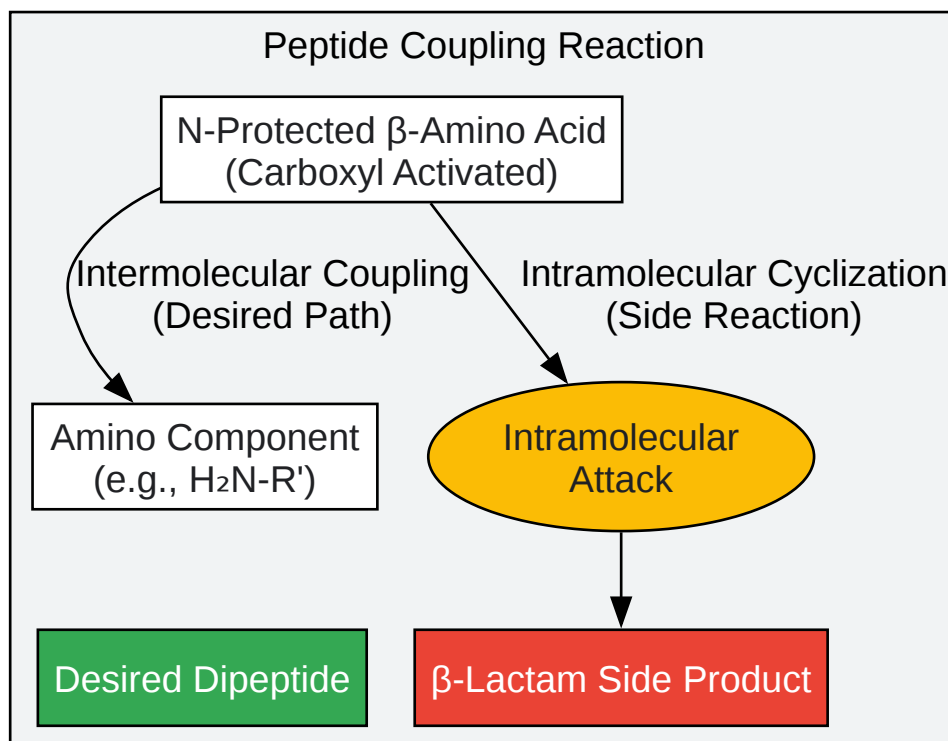 Peptide Coupling Reaction
N-Protected β-Amino Acid
(Carboxyl Activated)
Intermolecular Coupling
(Desired Path)
Intramolecular Cyclization
(Side Reaction)
Amino Component
(e.g., H₂N-R')
Intramolecular
Attack
Desired Dipeptide
β-Lactam Side Product